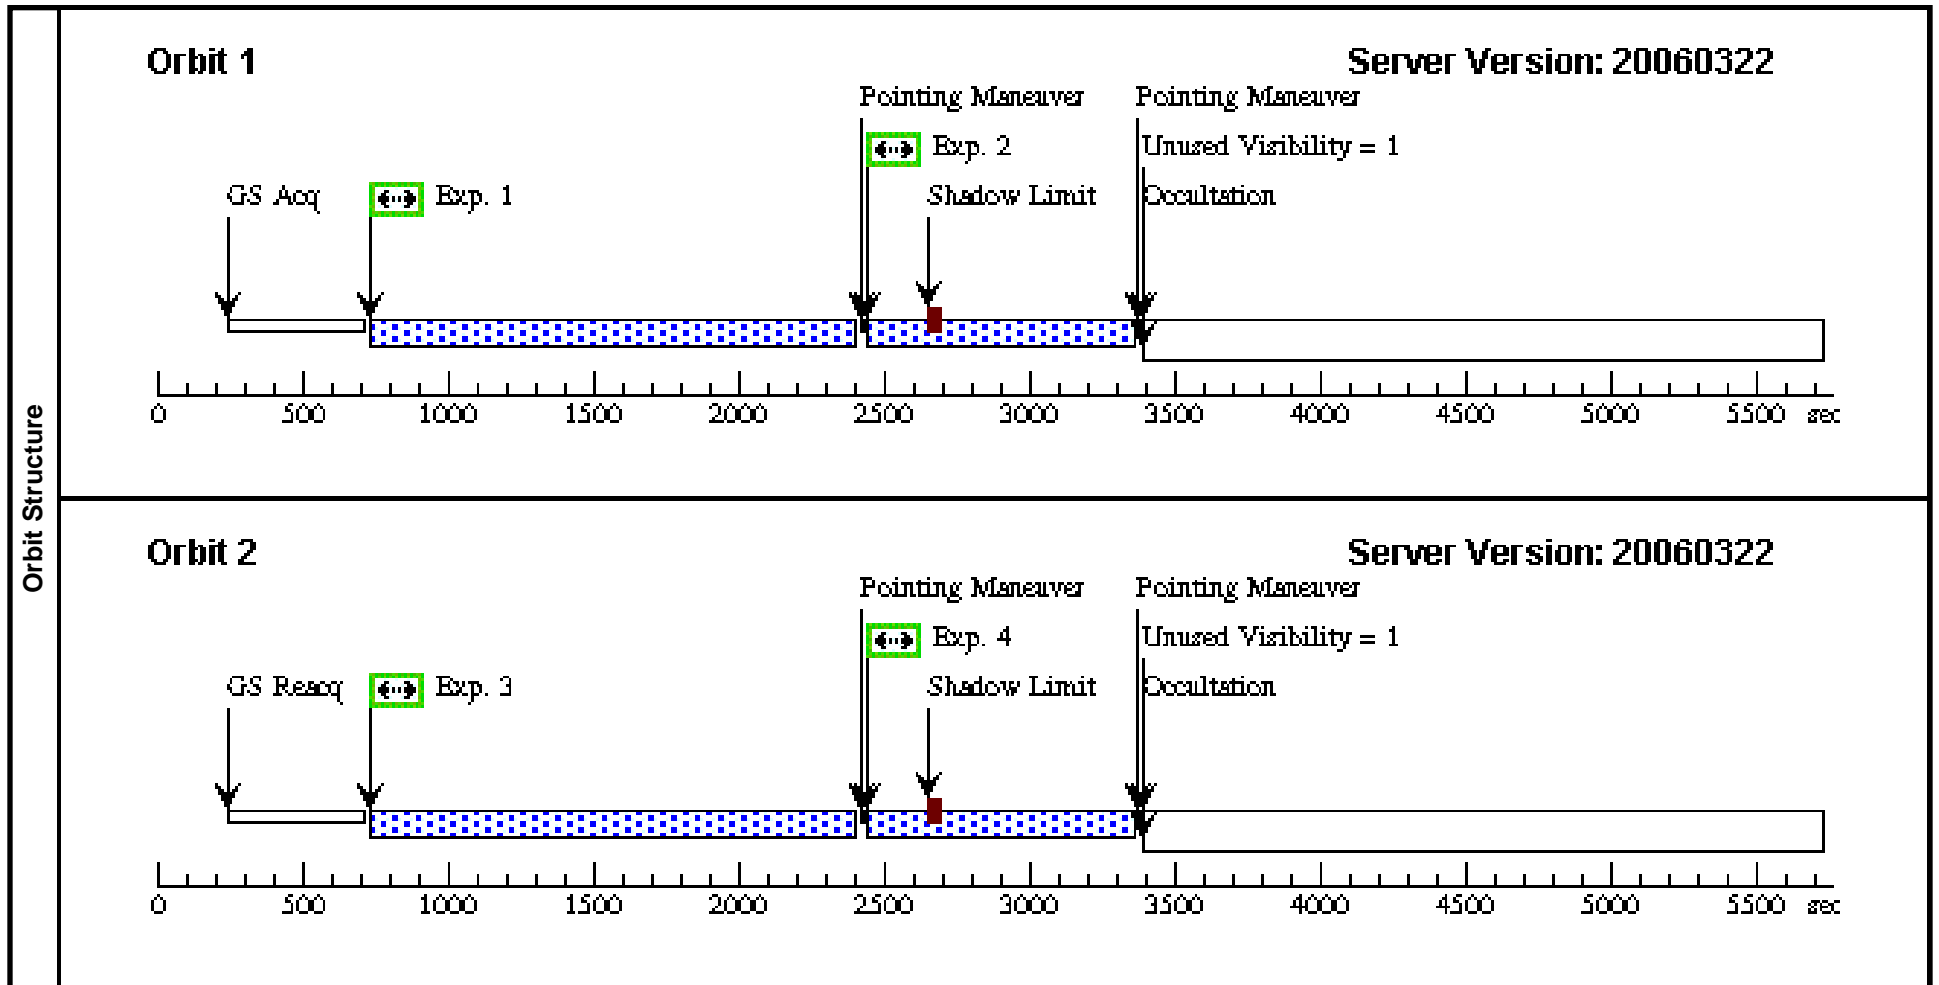 Orbit Structure
Orbit 1 Server Version: 20060322
Pointing Maneuver Pointing Maneuver
Exp. 2 Unused Visibility = 1
GS Acq Exp. 1 Shadow Limit Occultation
0 500 1000 1500 2000 2500 3000 3500 4000 4500 5000 5500 sec
Orbit 2 Server Version: 20060322
Pointing Maneuver Pointing Maneuver
Exp. 4 Unused Visibility = 1
GS Reacq Exp. 3 Shadow Limit Occultation
0 500 1000 1500 2000 2500 3000 3500 4000 4500 5000 5500 sec